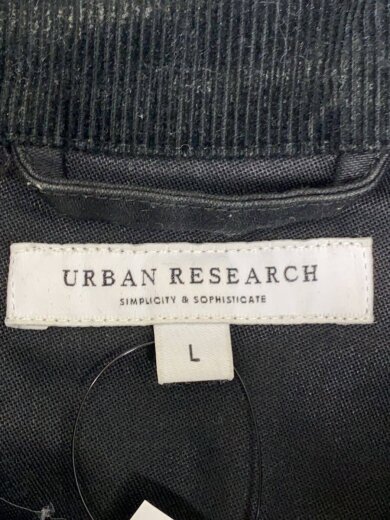 URBAN RESEARCH
SIMPLICITY & SOPHISTICATE
L